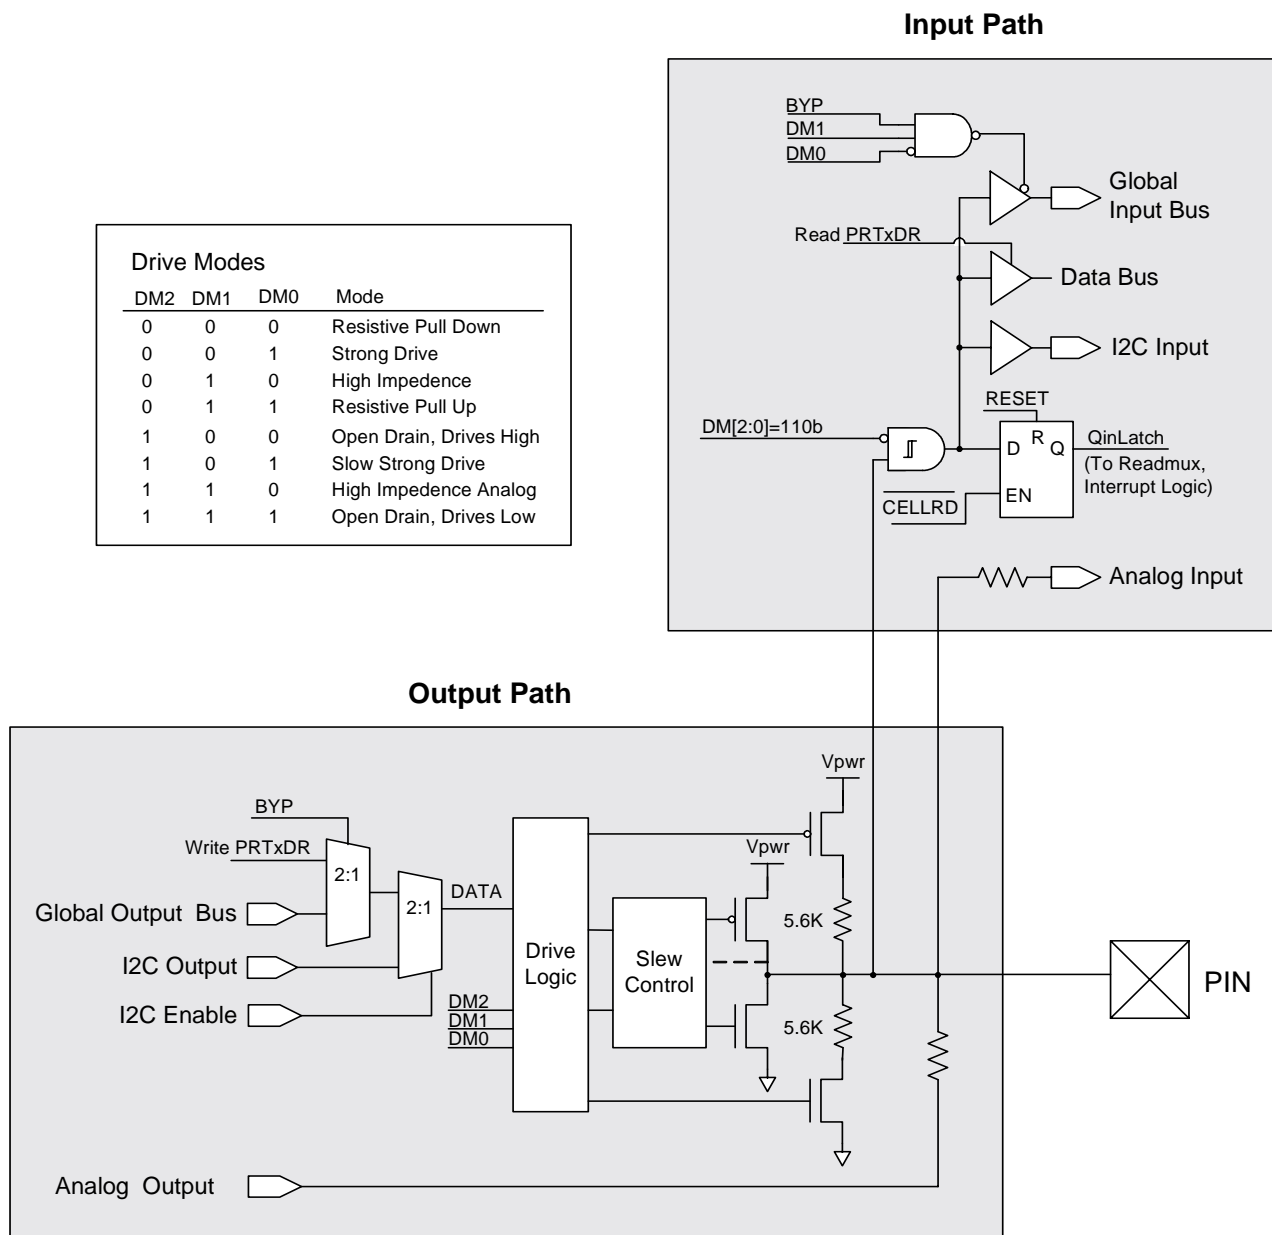 Input Path
BYP
DM1
DM0
Global
Input Bus
Read PRTxDR
Data Bus
I2C Input
RESET
DM[2:0]=110b
D R Q
QinLatch
(To Readmux,
Interrupt Logic)
CELLRD
EN
Analog Input
Drive Modes
DM2 DM1 DM0 Mode
0 0 0 Resistive Pull Down
0 0 1 Strong Drive
0 1 0 High Impedence
0 1 1 Resistive Pull Up
1 0 0 Open Drain, Drives High
1 0 1 Slow Strong Drive
1 1 0 High Impedence Analog
1 1 1 Open Drain, Drives Low
Output Path
Vpwr
BYP
Write PRTxDR
Vpwr
2:1
2:1
DATA
Global Output Bus
5.6K
Drive
Logic
Slew
Control
I2C Output
PIN
I2C Enable
DM2
DM1
DM0
5.6K
Analog Output